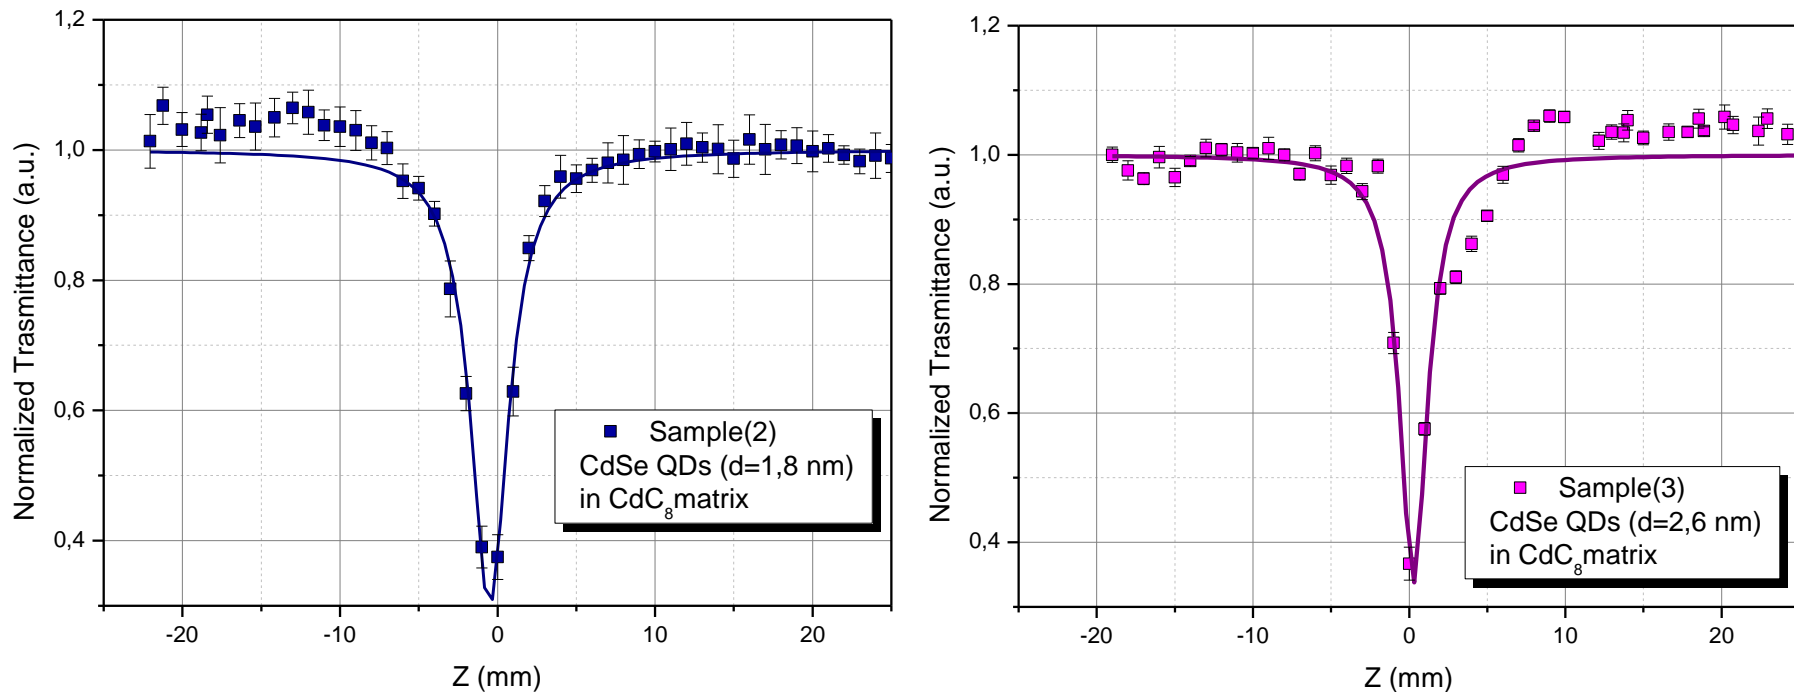 1,2
1,0
0,8
0,6
0,4
Normalized Trasmittance (a.u.)
Sample(2)
CdSe QDs (d=1,8 nm)
in CdC₈matrix
-20
-10
0
10
20
Z (mm)
1,2
1,0
0,8
0,6
0,4
Normalized Trasmittance (a.u.)
Sample(3)
CdSe QDs (d=2,6 nm)
in CdC₈matrix
-20
-10
0
10
20
Z (mm)